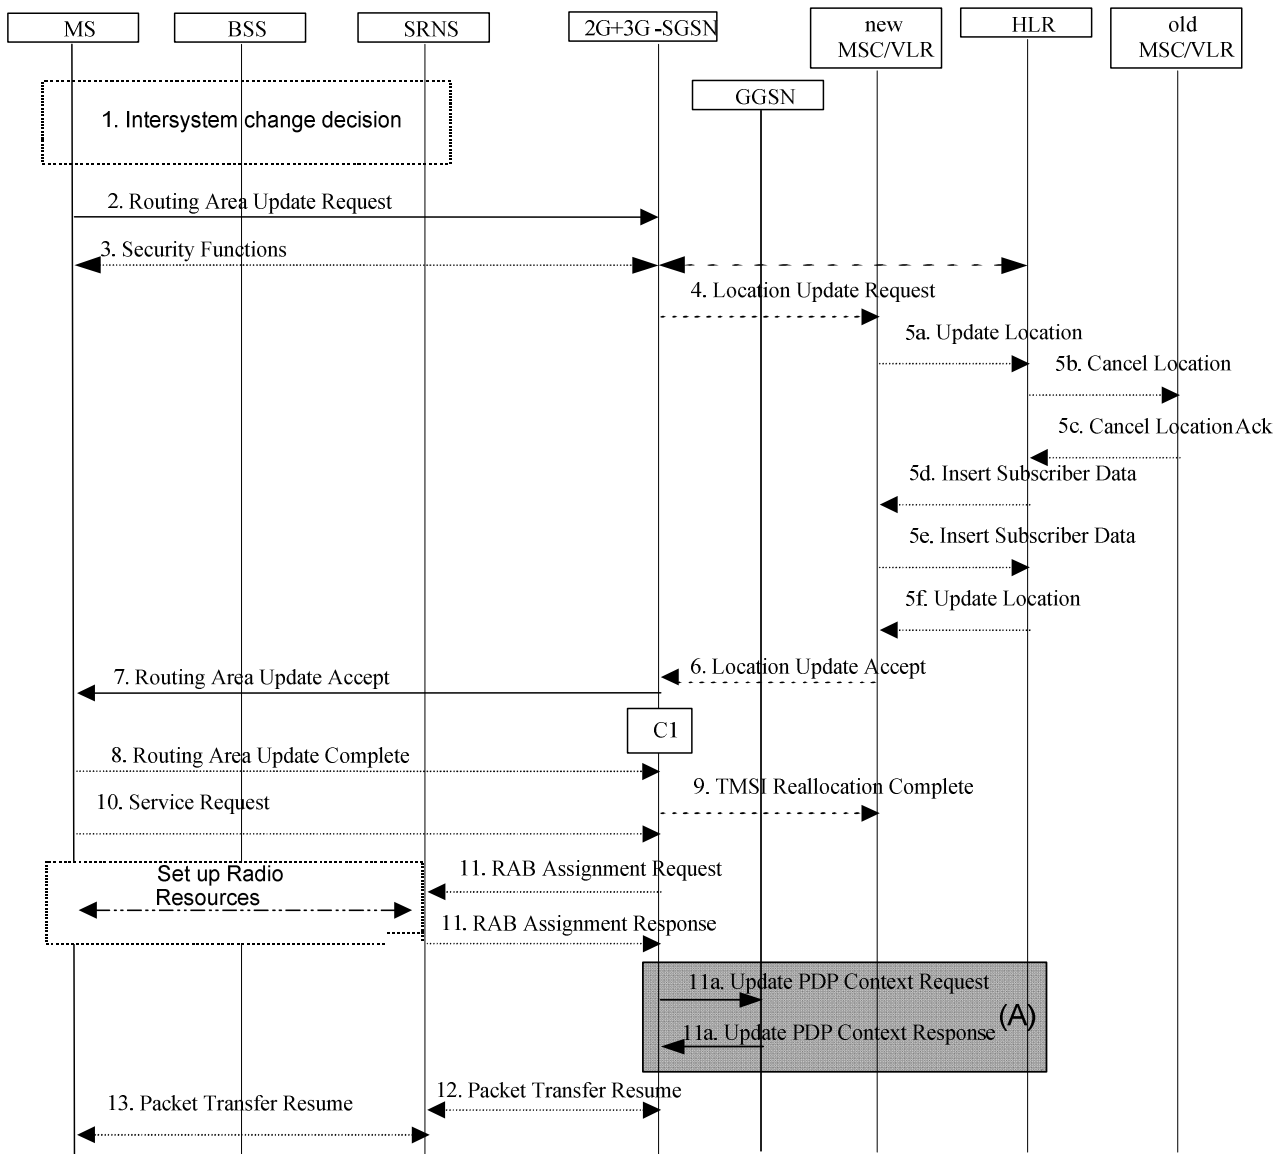 MS
BSS
SRNS
2G+3G-SGSN
new
MSC/VLR
HLR
old
MSC/VLR
GGSN
1. Intersystem change decision
2. Routing Area Update Request
3. Security Functions
4. Location Update Request
5a. Update Location
5b. Cancel Location
5c. Cancel Location Ack
5d. Insert Subscriber Data
5e. Insert Subscriber Data
5f. Update Location
6. Location Update Accept
7. Routing Area Update Accept
C1
8. Routing Area Update Complete
9. TMSI Reallocation Complete
10. Service Request
11. RAB Assignment Request
Set up Radio
Resources
11. RAB Assignment Response
11a. Update PDP Context Request
(A)
11a. Update PDP Context Response
12. Packet Transfer Resume
13. Packet Transfer Resume